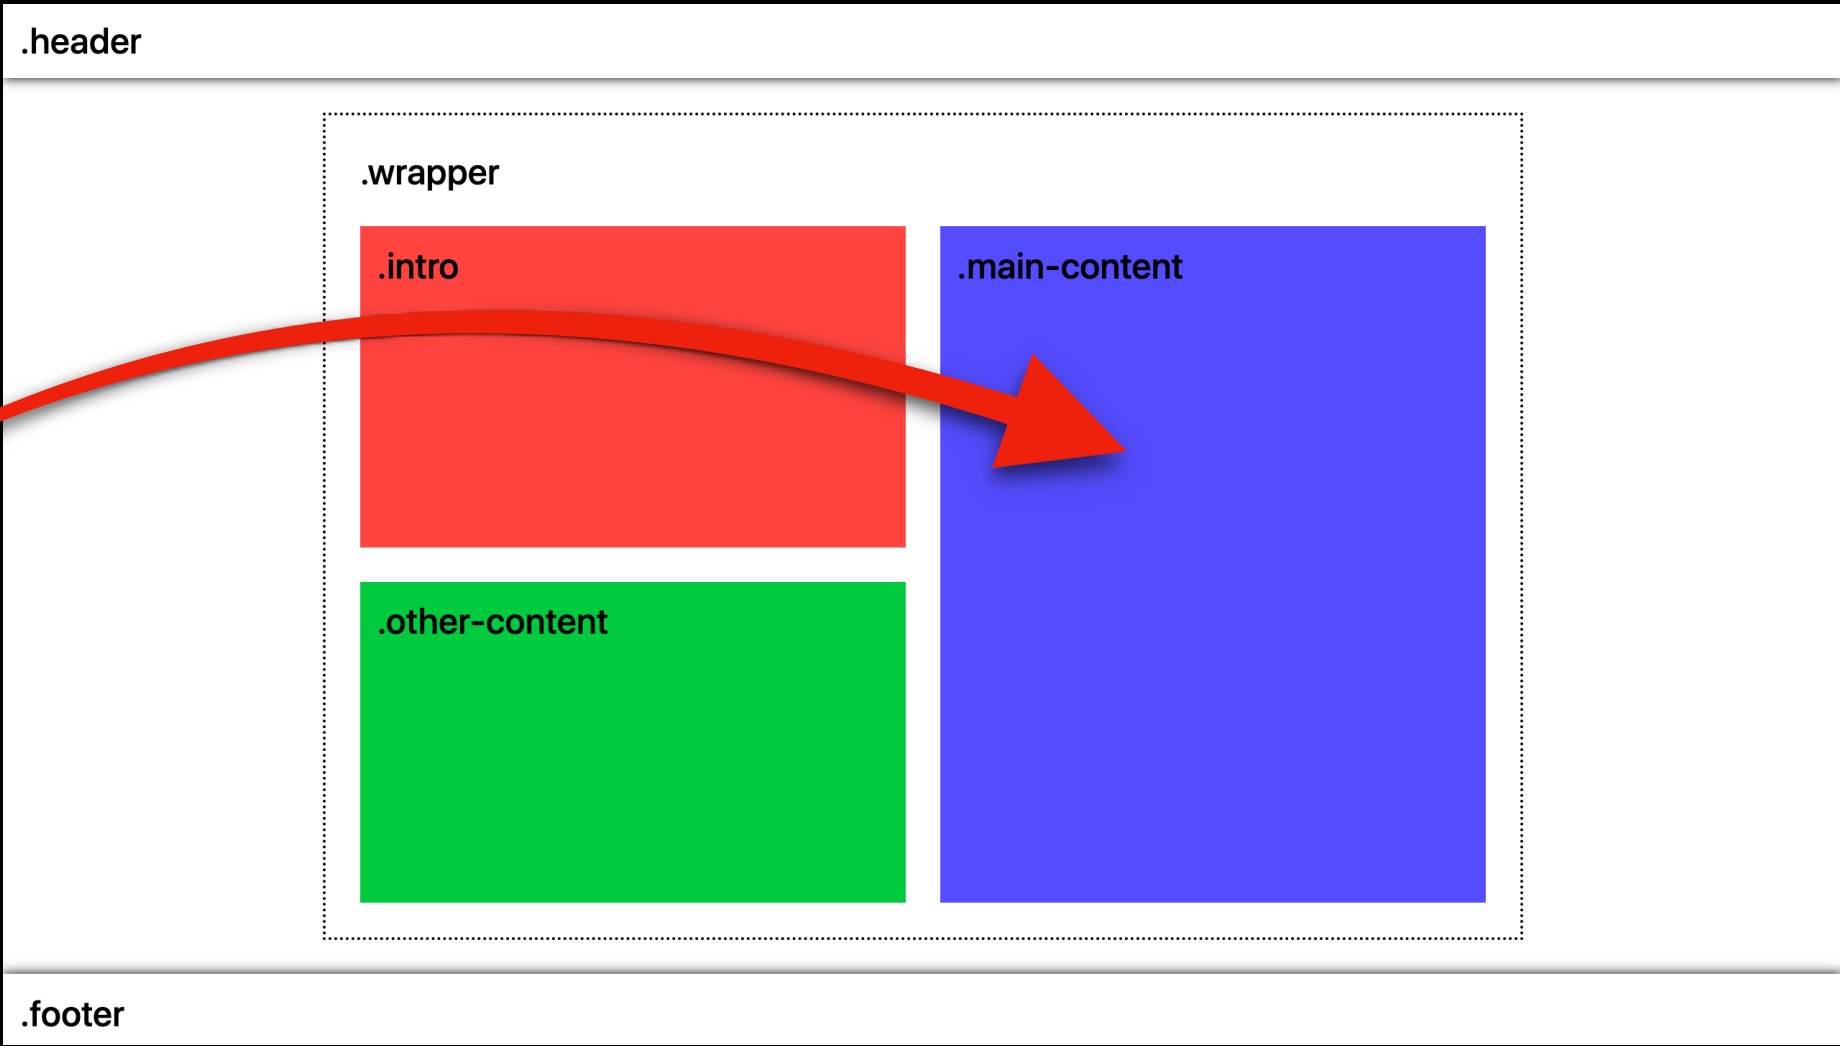 .header
.wrapper
.intro
.main-content
.other-content
.footer